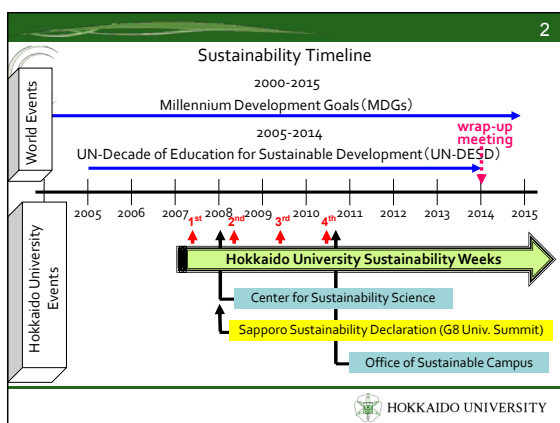 2
Sustainability Timeline
World Events
2000-2015
Millennium Development Goals (MDGs)
2005-2014
wrap-up
meeting
UN-Decade of Education for Sustainable Development (UN-DESD)
2005 2006 2007 2008 2009 2010 2011 2012 2013 2014 2015
Hokkaido University
Events
1st 2nd 3rd 4th
Hokkaido University Sustainability Weeks
Center for Sustainability Science
Sapporo Sustainability Declaration (G8 Univ. Summit)
Office of Sustainable Campus
HOKKAIDO UNIVERSITY